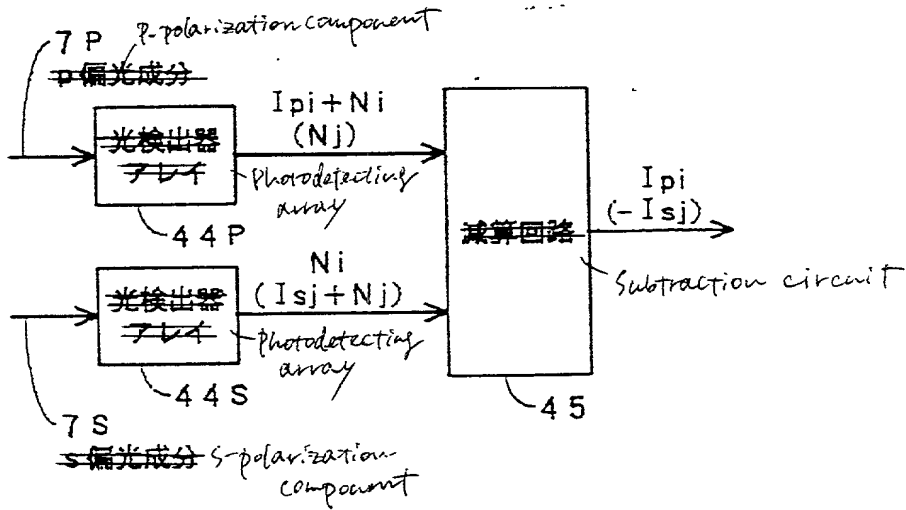 7P
P-polarization component
p偏光成分
Ipi+Ni
(Nj)
光検出器
アレイ
Photodetecting
array
44P
減算回路
Ipi
(-Isj)
Subtraction circuit
Ni
(Isj+Nj)
光検出器
アレイ
Photodetecting
array
44S
45
7S
s偏光成分
S-polarization
component